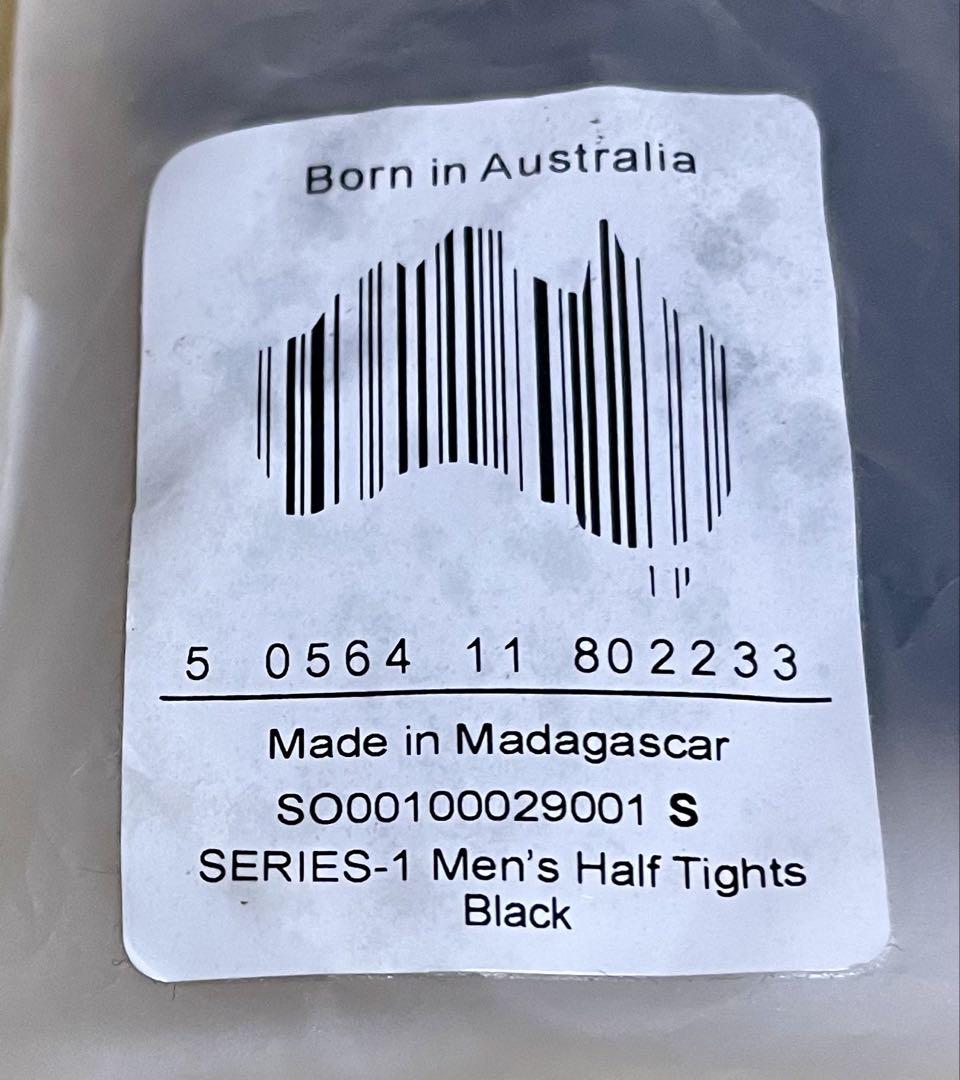 Born in Australia
5 0564 11 802233
Made in Madagascar
SO00100029001 S
SERIES-1 Men's Half Tights
Black